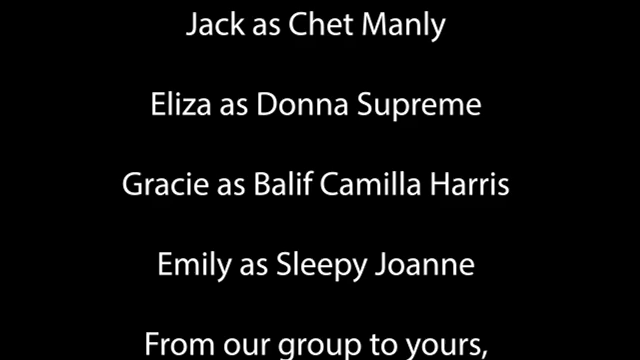 Jack as Chet Manly
Eliza as Donna Supreme
Gracie as Balif Camilla Harris
Emily as Sleepy Joanne
From our group to yours,